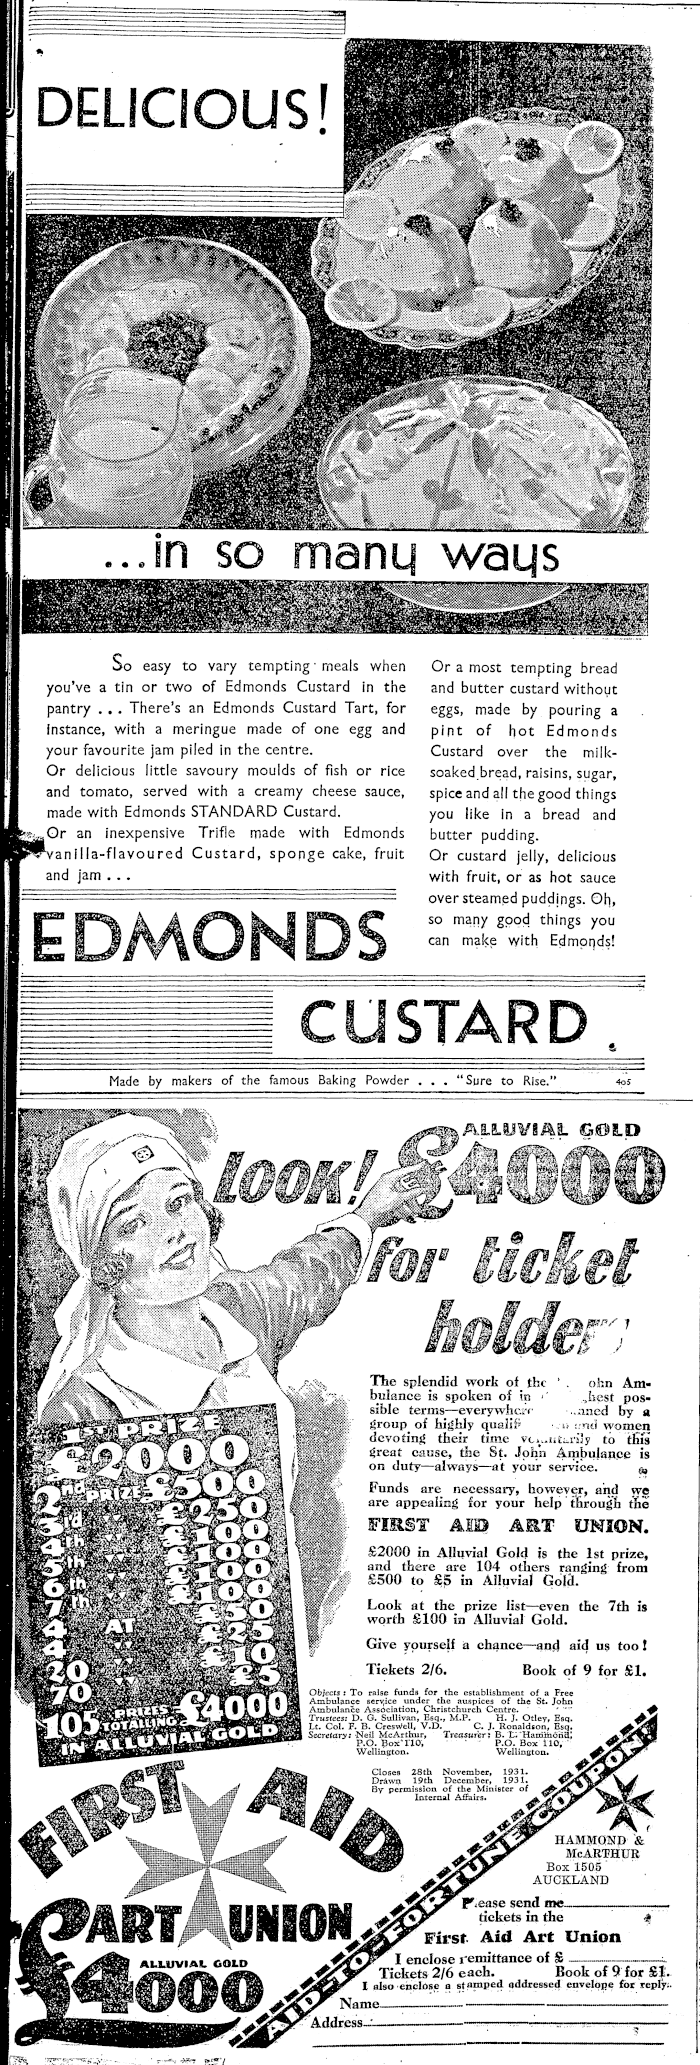 DELICIOUS!
...in so many ways
So easy to vary tempting meals when
you've a tin or two of Edmonds Custard in the
pantry ... There's an Edmonds Custard Tart, for
instance, with a meringue made of one egg and
your favourite jam piled in the centre.
Or delicious little savoury moulds of fish or rice
and tomato, served with a creamy cheese sauce,
made with Edmonds STANDARD Custard.
Or an inexpensive Trifle made with Edmonds
vanilla-flavoured Custard, sponge cake, fruit
and jam ...
Or a most tempting bread
and butter custard without
eggs, made by pouring a
pint of hot Edmonds
Custard over the milk-
soaked bread, raisins, sugar,
spice and all the good things
you like in a bread and
butter pudding.
Or custard jelly, delicious
with fruit, or as hot sauce
over steamed puddings. Oh,
so many good things you
can make with Edmonds!
EDMONDS
CUSTARD
Made by makers of the famous Baking Powder . . . "Sure to Rise."
405
ALLUVIAL GOLD
LOOK! £4000
for ticket
holders
The splendid work of the ohn Am-
bulance is spoken of in hest pos-
sible terms—everywhere by a
group of highly and women
devoting their time voluntarily to this
great cause, the St. John Ambulance is
on duty—always—at your service.
Funds are necessary, however, and we
are appealing for your help through the
FIRST AID ART UNION.
£2000 in Alluvial Gold is the 1st prize,
and there are 104 others ranging from
£500 to £5 in Alluvial Gold.
Look at the prize list—even the 7th is
worth £100 in Alluvial Gold.
Give yourself a chance—and aid us too!
Tickets 2/6. Book of 9 for £1.
1st PRIZE
£2000
2nd PRIZE £500
3rd " £250
4th " £100
5th " £100
6th " £100
7th " £100
4 AT £50
4 " £25
20 " £10
70 " £5
105 PRIZES TOTALLING £4000
IN ALLUVIAL GOLD
Objects: To raise funds for the establishment of a Free
Ambulance service under the auspices of the St. John
Ambulance Association, Christchurch Centre.
Trustees: D. G. Sullivan, Esq., M.P. H. J. Otley, Esq.
Lt. Col. F. B. Creswell, V.D. C. J. Ronaldson, Esq.
Secretary: Neil McArthur, Treasurer: B. L. Hammond,
P.O. Box 110, P.O. Box 110,
Wellington. Wellington.
Closes 28th November, 1931.
Drawn 19th December, 1931.
By permission of the Minister of
Internal Affairs.
FIRST AID
ART UNION
ALLUVIAL GOLD
£4000
AID-TO-FORTUNE COUPON!
HAMMOND &
McARTHUR
Box 1505
AUCKLAND
Please send me
tickets in the
First Aid Art Union
I enclose remittance of £
Tickets 2/6 each. Book of 9 for £1.
I also enclose a stamped addressed envelope for reply.
Name
Address